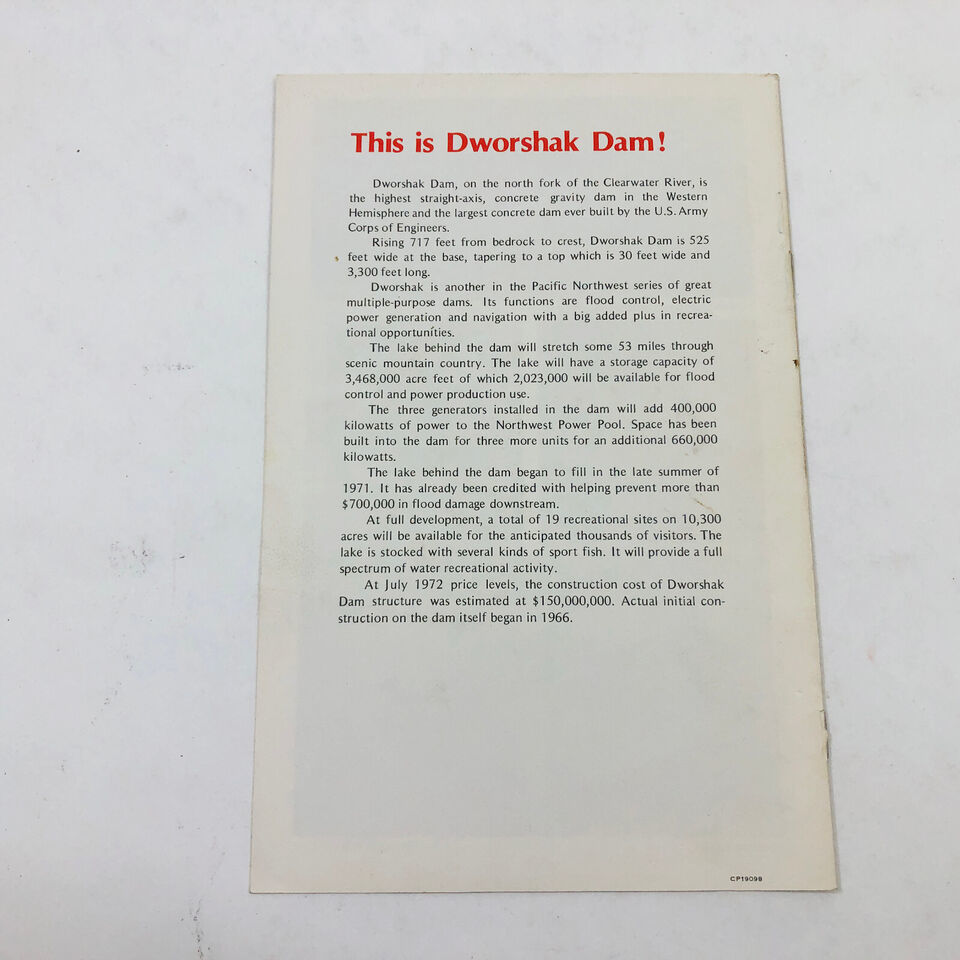 This is Dworshak Dam!
Dworshak Dam, on the north fork of the Clearwater River, is
the highest straight-axis, concrete gravity dam in the Western
Hemisphere and the largest concrete dam ever built by the U.S. Army
Corps of Engineers.
Rising 717 feet from bedrock to crest, Dworshak Dam is 525
feet wide at the base, tapering to a top which is 30 feet wide and
3,300 feet long.
Dworshak is another in the Pacific Northwest series of great
multiple-purpose dams. Its functions are flood control, electric
power generation and navigation with a big added plus in recrea-
tional opportunities.
The lake behind the dam will stretch some 53 miles through
scenic mountain country. The lake will have a storage capacity of
3,468,000 acre feet of which 2,023,000 will be available for flood
control and power production use.
The three generators installed in the dam will add 400,000
kilowatts of power to the Northwest Power Pool. Space has been
built into the dam for three more units for an additional 660,000
kilowatts.
The lake behind the dam began to fill in the late summer of
1971. It has already been credited with helping prevent more than
$700,000 in flood damage downstream.
At full development, a total of 19 recreational sites on 10,300
acres will be available for the anticipated thousands of visitors. The
lake is stocked with several kinds of sport fish. It will provide a full
spectrum of water recreational activity.
At July 1972 price levels, the construction cost of Dworshak
Dam structure was estimated at $150,000,000. Actual initial con-
struction on the dam itself began in 1966.
CP19098